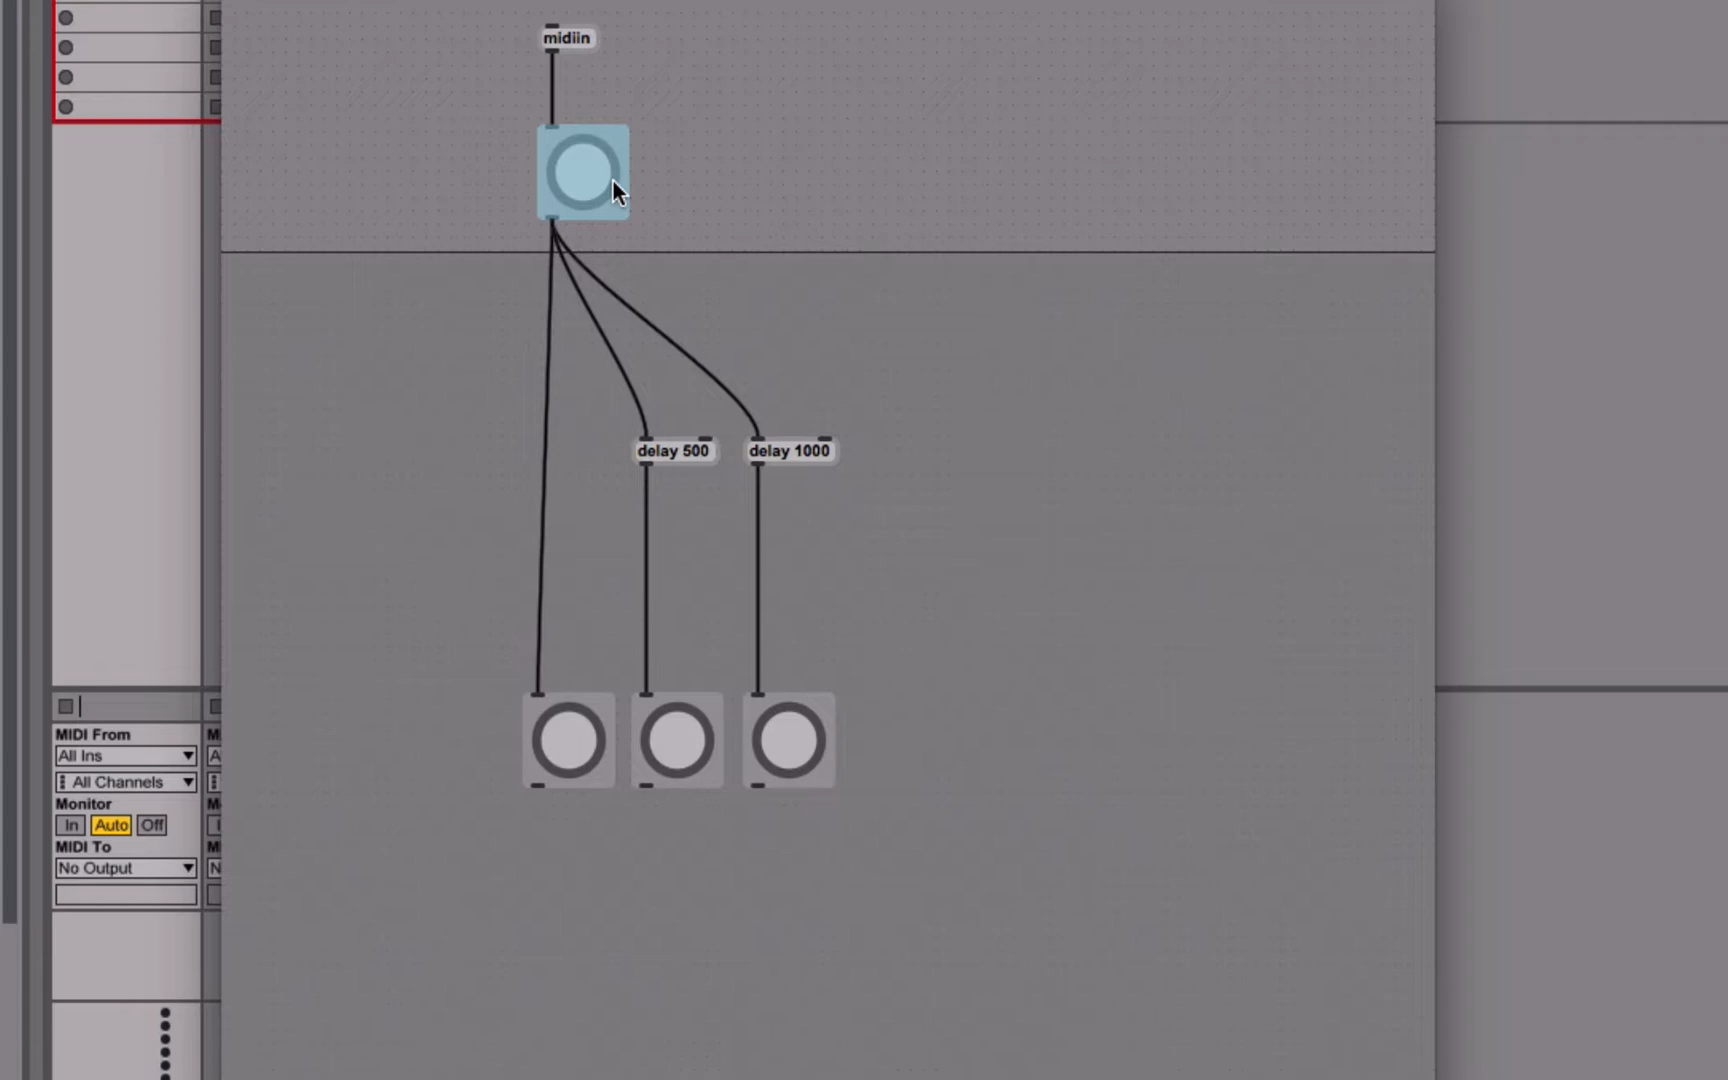 midiin
delay 500
delay 1000
MIDI From
All Ins
All Channels
Monitor
In Auto Off
MIDI To
No Output